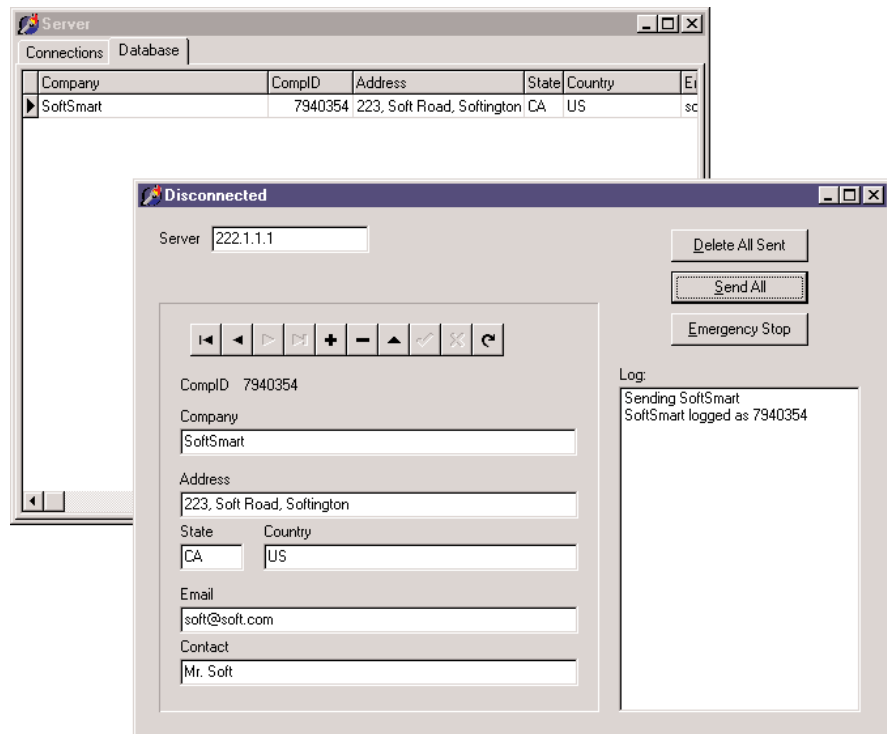 Server
Connections Database
Company CompID Address State Country
SoftSmart 7940354 223, Soft Road, Softington CA US
Disconnected
Server 222.1.1.1
Delete All Sent
Send All
Emergency Stop
CompID 7940354
Company
SoftSmart
Address
223, Soft Road, Softington
State Country
CA US
Email
soft@soft.com
Contact
Mr. Soft
Log:
Sending SoftSmart
SoftSmart logged as 7940354